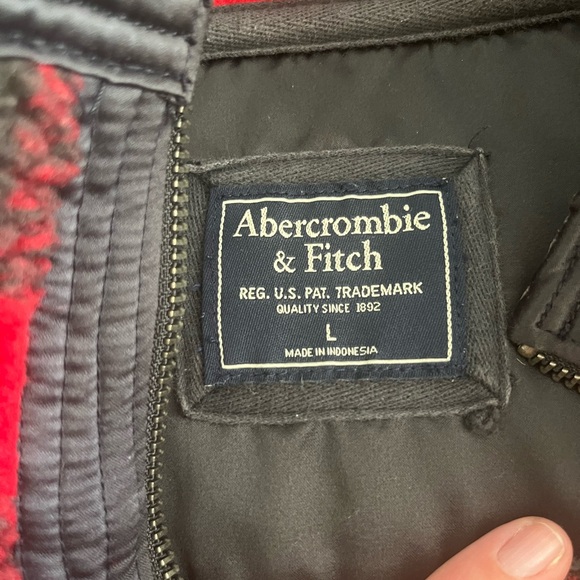 Abercrombie
& Fitch
REG. U.S. PAT. TRADEMARK
QUALITY SINCE 1892
L
MADE IN INDONESIA